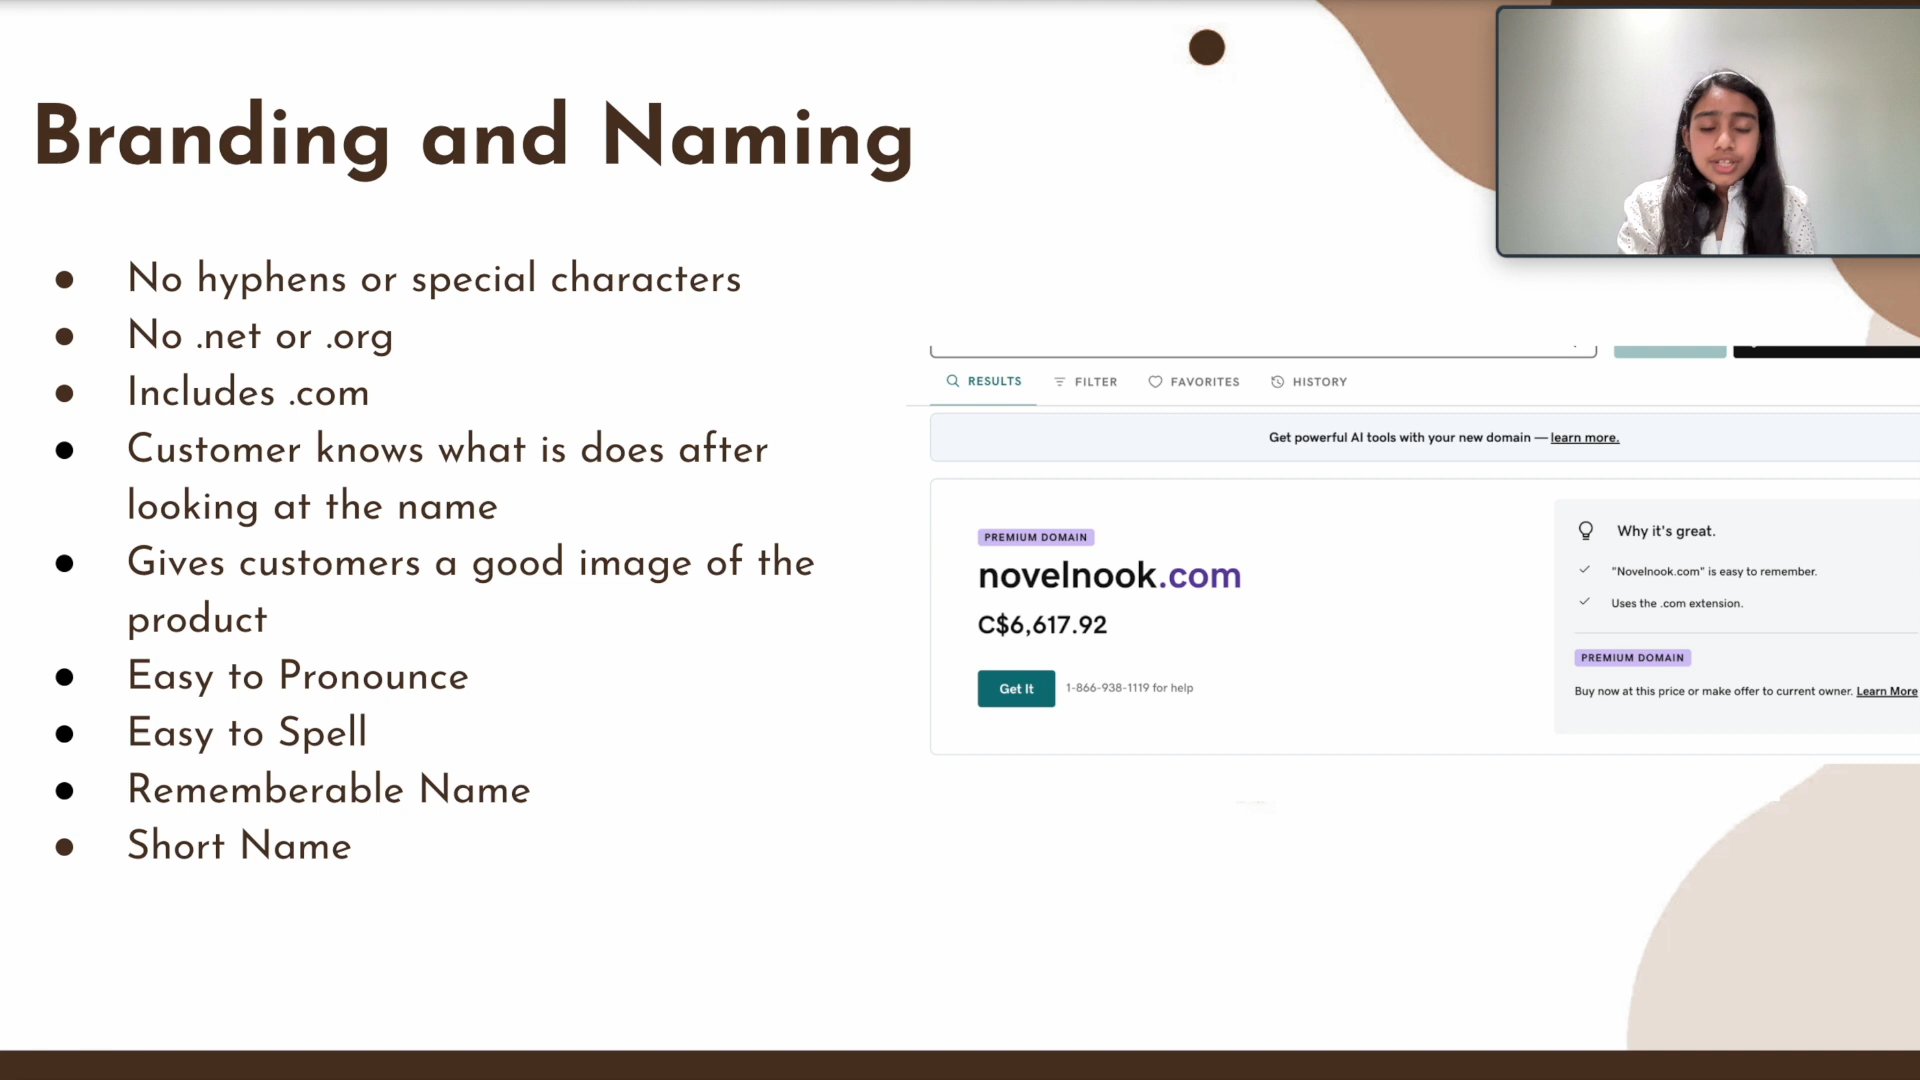 Branding and Naming
No hyphens or special characters
No .net or .org
Includes .com
Customer knows what is does after
looking at the name
Gives customers a good image of the
product
Easy to Pronounce
Easy to Spell
Rememberable Name
Short Name
RESULTS FILTER FAVORITES HISTORY
Get powerful AI tools with your new domain — learn more.
PREMIUM DOMAIN
novelnook.com
C$6,617.92
Get It 1-866-938-1119 for help
Why it's great.
"Novelnook.com" is easy to remember.
Uses the .com extension.
PREMIUM DOMAIN
Buy now at this price or make offer to current owner. Learn More